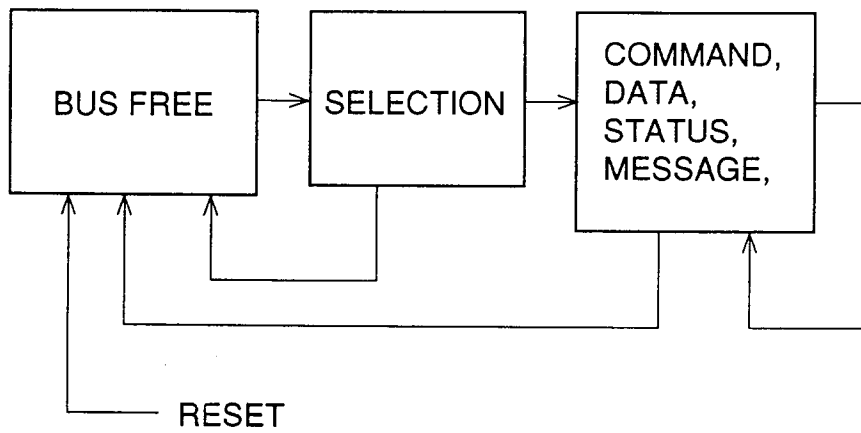 BUS FREE
SELECTION
COMMAND,
DATA,
STATUS,
MESSAGE,
RESET